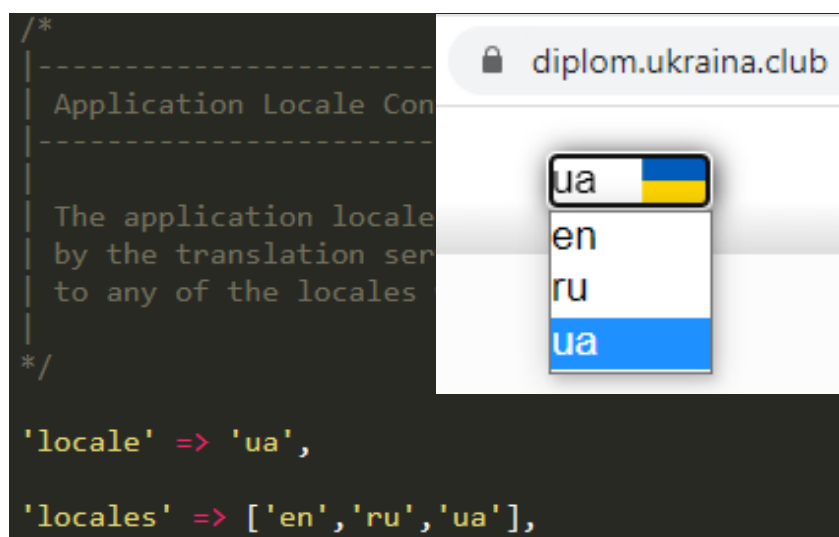 /*
|------------------------
| Application Locale Con
|------------------------
|
| The application locale
| by the translation ser
| to any of the locales
|
*/
'locale' => 'ua',
'locales' => ['en','ru','ua'],
diplom.ukraina.club
ua
en
ru
ua